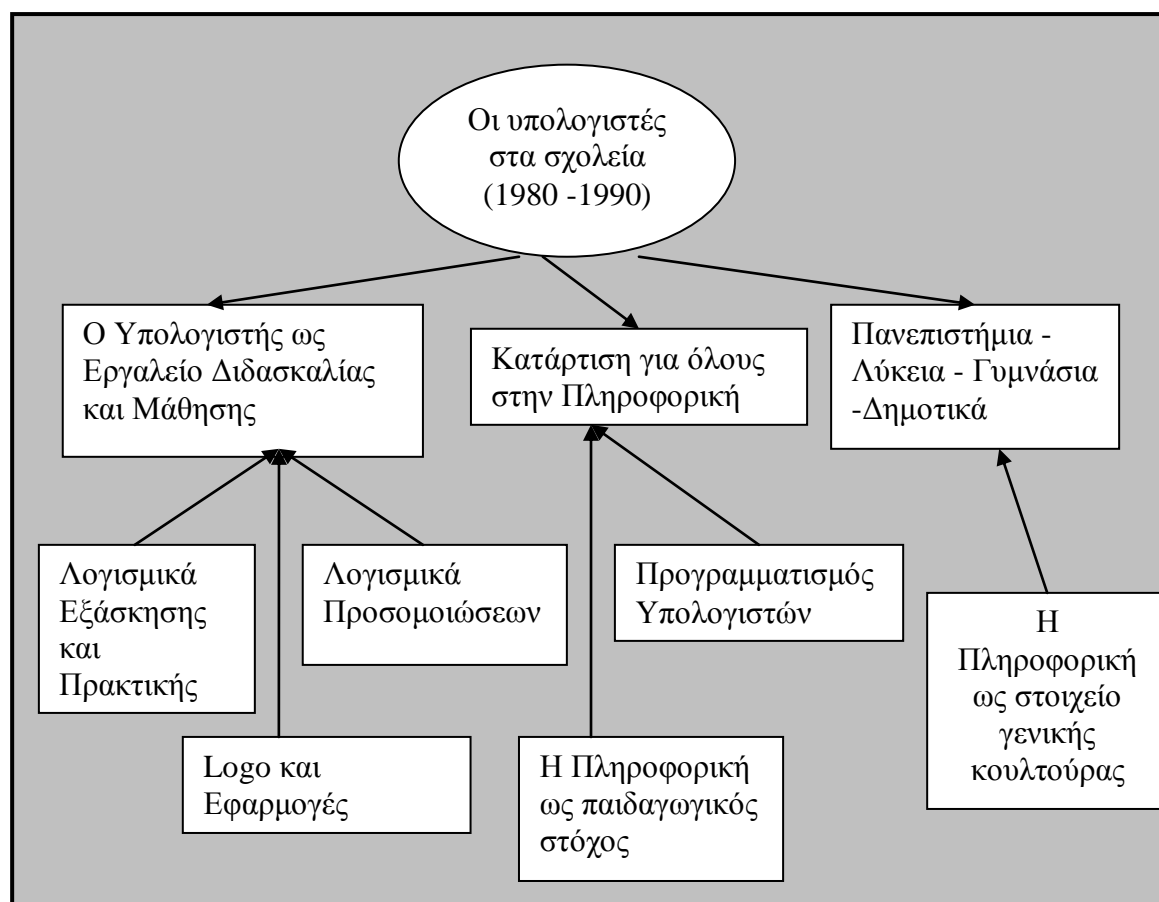 Οι υπολογιστές
στα σχολεία
(1980 -1990)
Ο Υπολογιστής ως
Εργαλείο Διδασκαλίας
και Μάθησης
Κατάρτιση για όλους
στην Πληροφορική
Πανεπιστήμια -
Λύκεια - Γυμνάσια
-Δημοτικά
Λογισμικά
Εξάσκησης
και
Πρακτικής
Λογισμικά
Προσομοιώσεων
Προγραμματισμός
Υπολογιστών
Η
Πληροφορική
ως στοιχείο
γενικής
κουλτούρας
Logo και
Εφαρμογές
Η Πληροφορική
ως παιδαγωγικός
στόχος